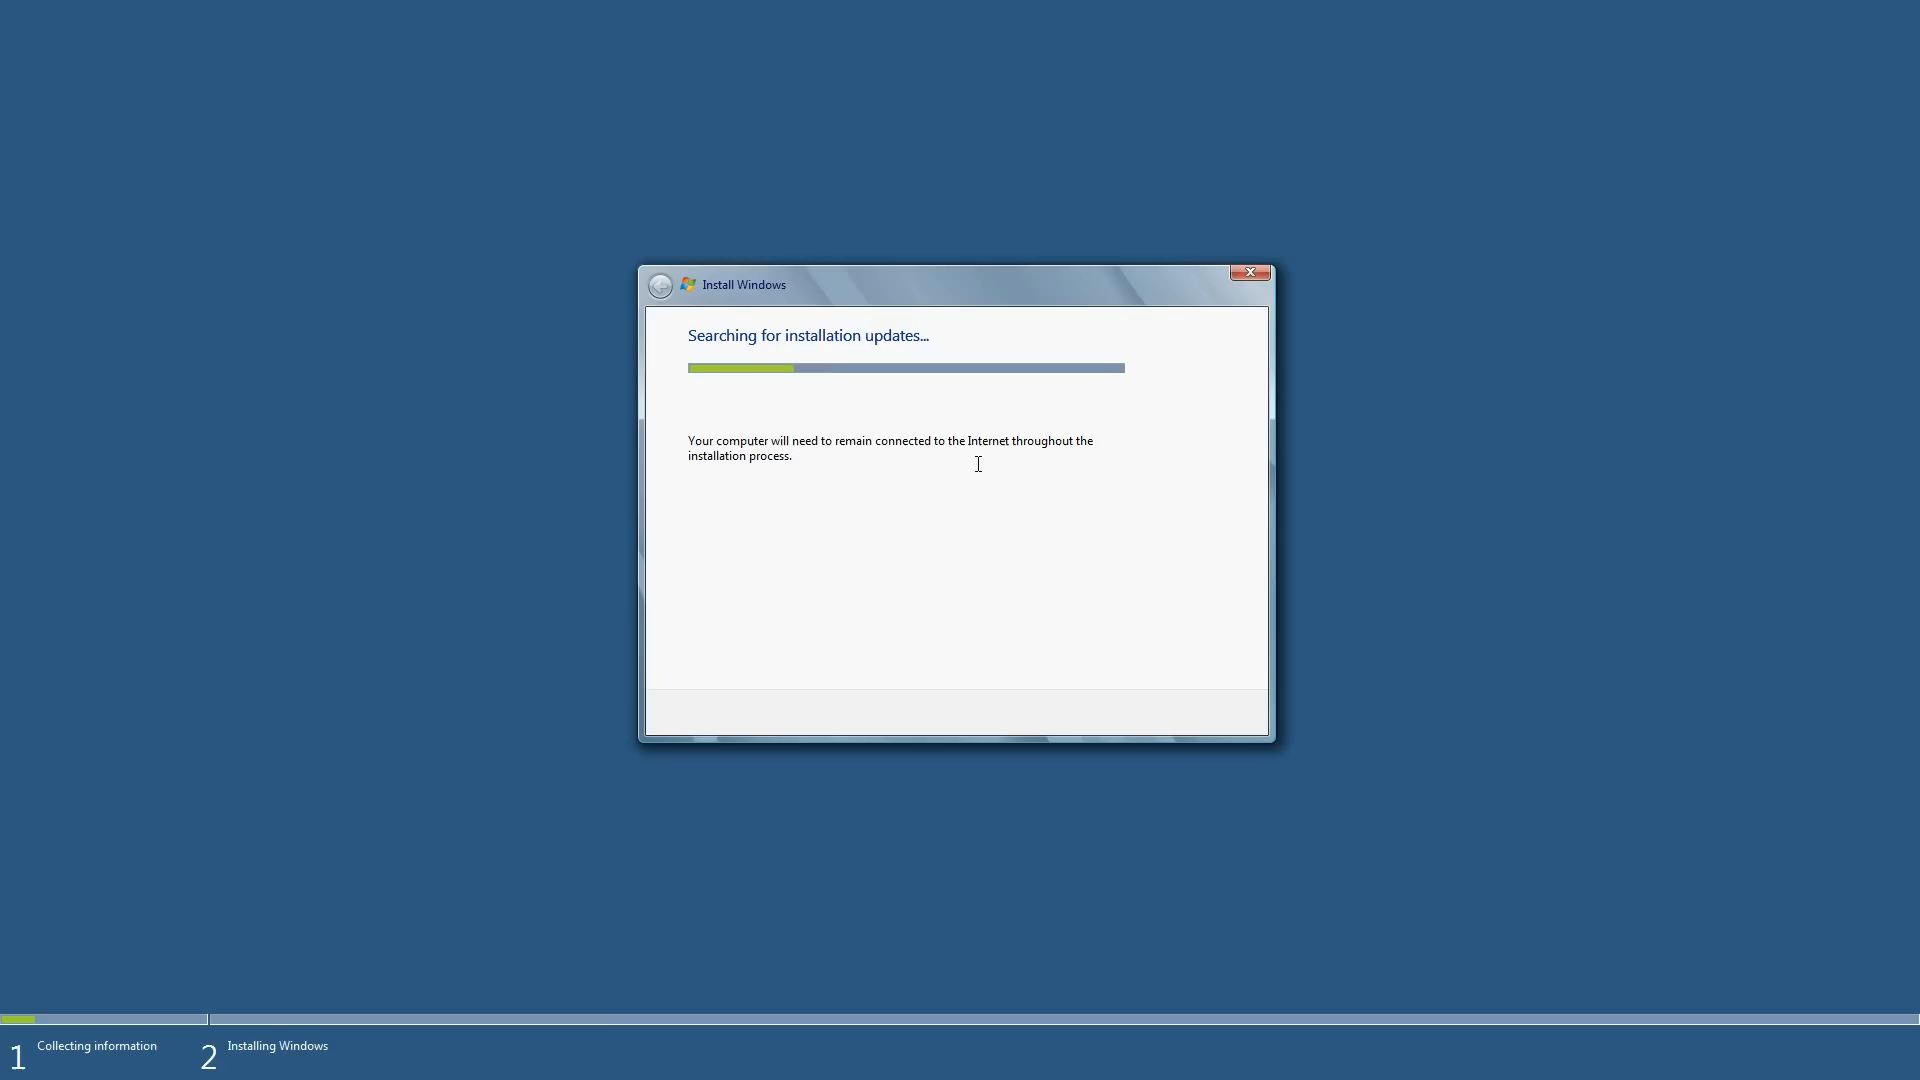 Install Windows
Searching for installation updates...
Your computer will need to remain connected to the Internet throughout the
installation process.
1 Collecting information
2 Installing Windows